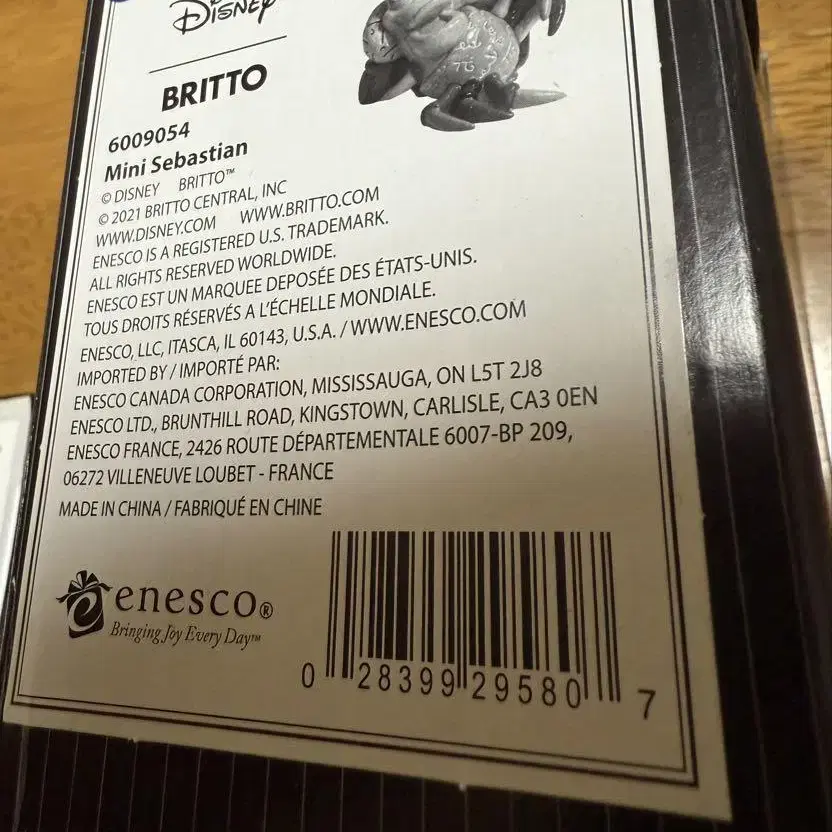 Disney
BRITTO
6009054
Mini Sebastian
© DISNEY BRITTO™
© 2021 BRITTO CENTRAL, INC
WWW.DISNEY.COM WWW.BRITTO.COM
ENESCO IS A REGISTERED U.S. TRADEMARK.
ALL RIGHTS RESERVED WORLDWIDE.
ENESCO EST UN MARQUEE DEPOSÉE DES ÉTATS-UNIS.
TOUS DROITS RÉSERVÉS A L'ÉCHELLE MONDIALE.
ENESCO, LLC, ITASCA, IL 60143, U.S.A. / WWW.ENESCO.COM
IMPORTED BY / IMPORTÉ PAR:
ENESCO CANADA CORPORATION, MISSISSAUGA, ON L5T 2J8
ENESCO LTD., BRUNTHILL ROAD, KINGSTOWN, CARLISLE, CA3 0EN
ENESCO FRANCE, 2426 ROUTE DÉPARTEMENTALE 6007-BP 209,
06272 VILLENEUVE LOUBET - FRANCE
MADE IN CHINA / FABRIQUÉ EN CHINE
enesco®
Bringing Joy Every Day™
0 28399 29580 7